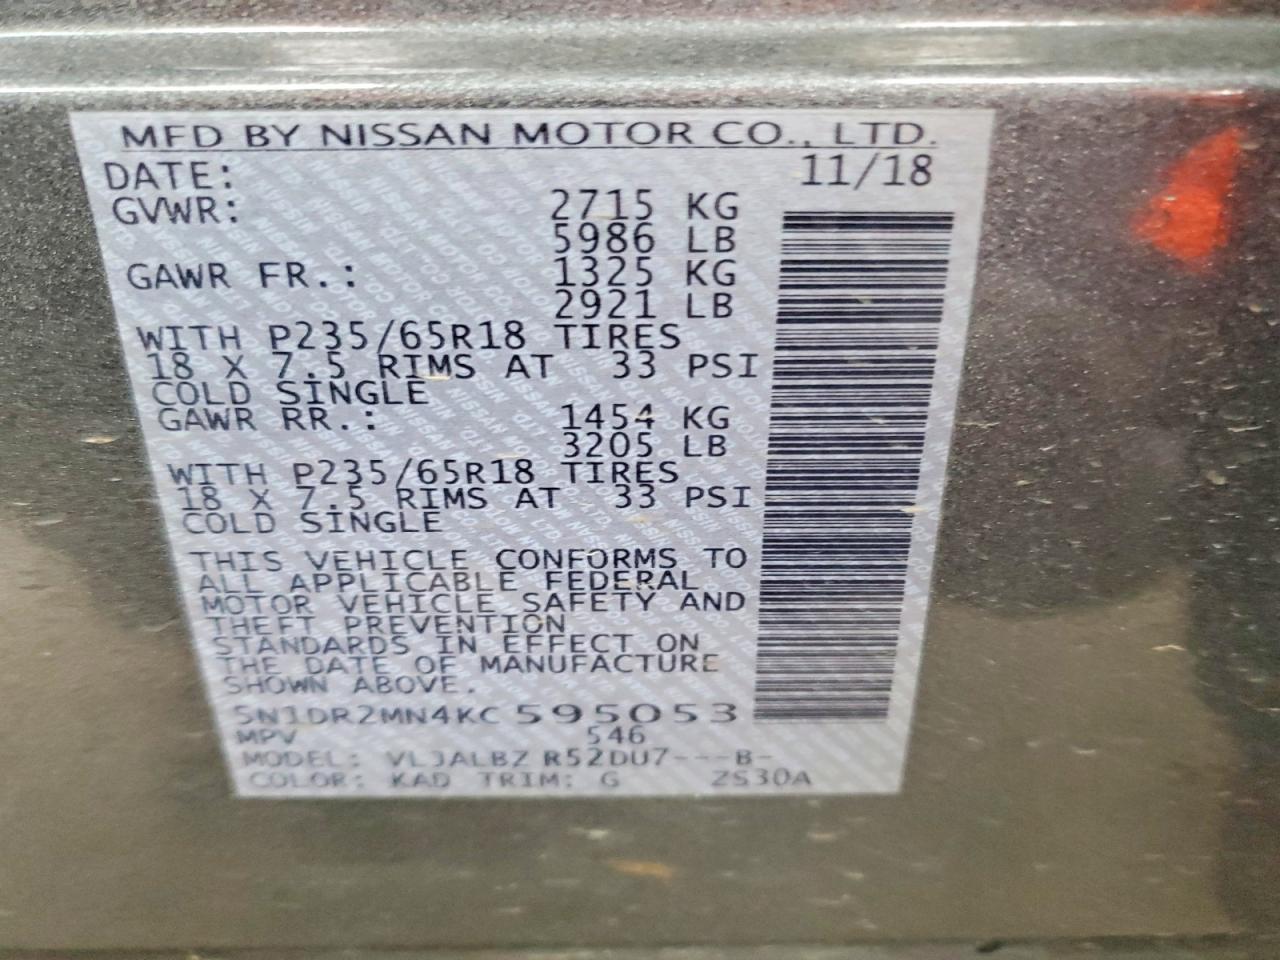 MFD BY NISSAN MOTOR CO., LTD.
DATE: 11/18
GVWR: 2715 KG
5986 LB
GAWR FR.: 1325 KG
2921 LB
WITH P235/65R18 TIRES
18 X 7.5 RIMS AT 33 PSI
COLD SINGLE
GAWR RR.: 1454 KG
3205 LB
WITH P235/65R18 TIRES
18 X 7.5 RIMS AT 33 PSI
COLD SINGLE
THIS VEHICLE CONFORMS TO
ALL APPLICABLE FEDERAL
MOTOR VEHICLE SAFETY AND
THEFT PREVENTION
STANDARDS IN EFFECT ON
THE DATE OF MANUFACTURE
SHOWN ABOVE.
5N1DR2MN4KC595053
MPV 546
MODEL: VLJALBZ R52DU7---B-
COLOR: KAD TRIM: G ZS30A